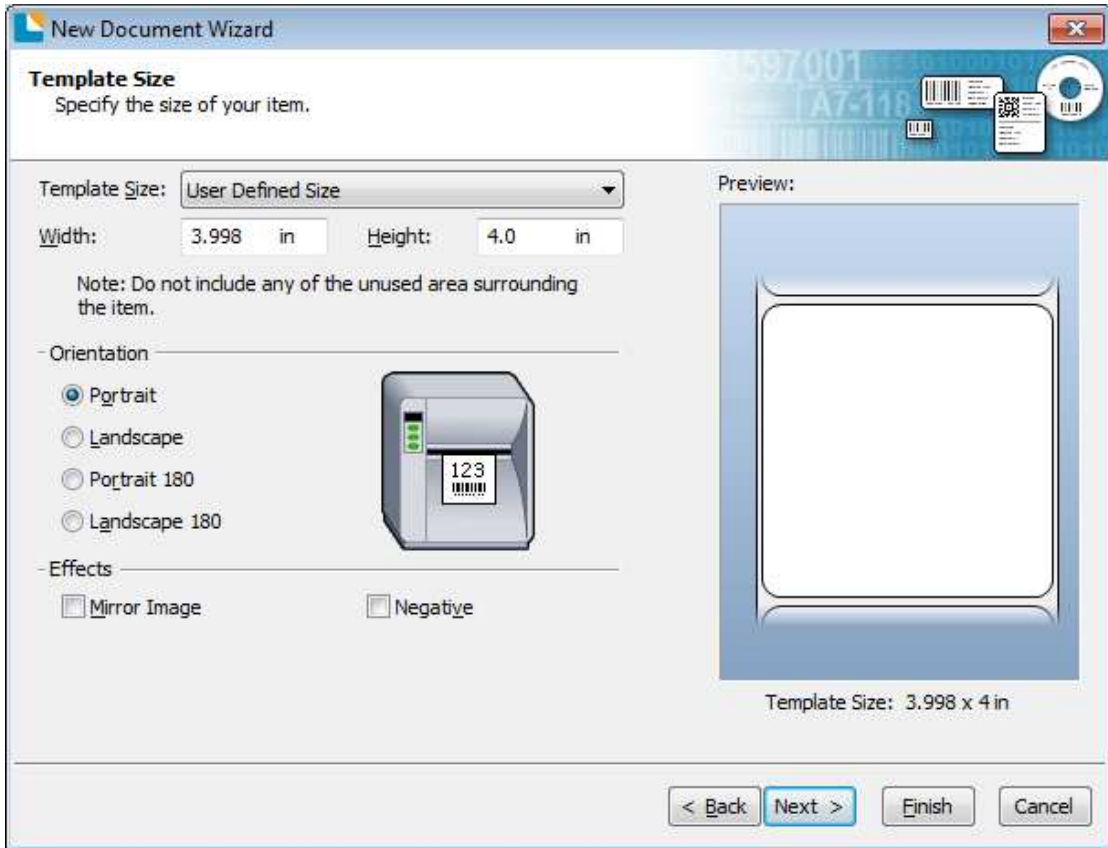 New Document Wizard
Template Size
Specify the size of your item.
1597001
A7-118
Template Size: User Defined Size
Width: 3.998 in Height: 4.0 in
Note: Do not include any of the unused area surrounding
the item.
Orientation
Portrait
Landscape
Portrait 180
Landscape 180
123
Effects
Mirror Image Negative
Preview:
Template Size: 3.998 x 4 in
< Back Next > Finish Cancel